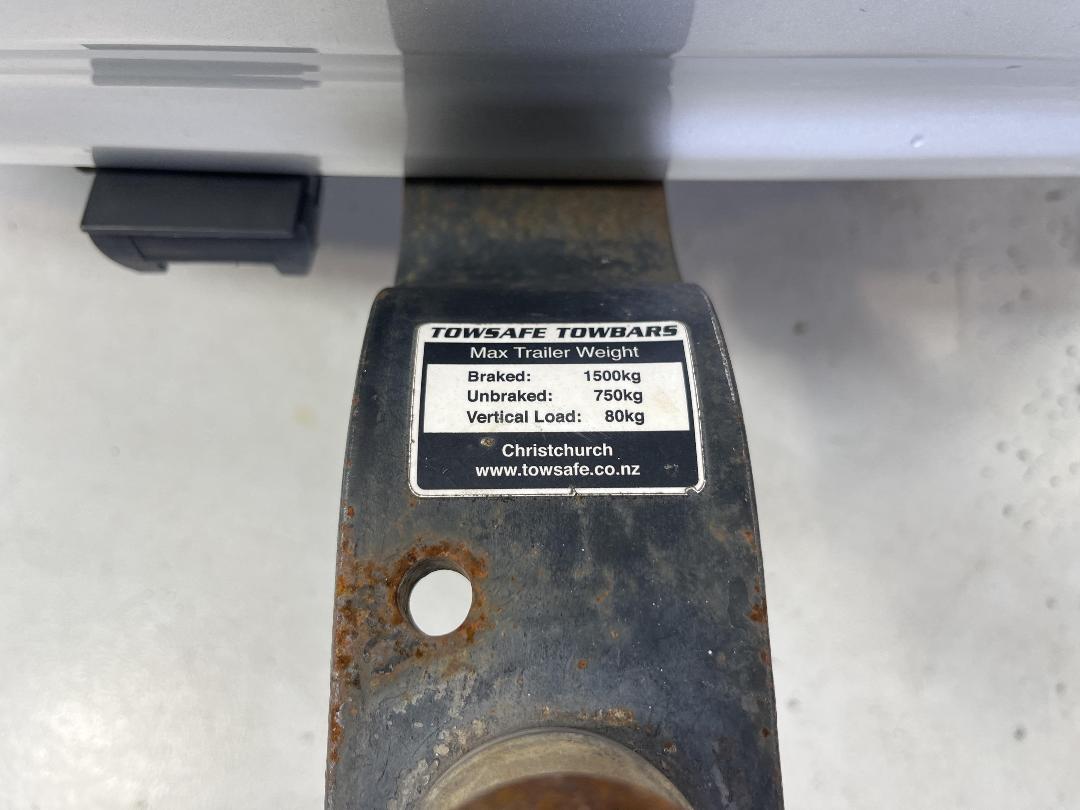 TOWSAFE TOWBARS
Max Trailer Weight
Braked: 1500kg
Unbraked: 750kg
Vertical Load: 80kg
Christchurch
www.towsafe.co.nz